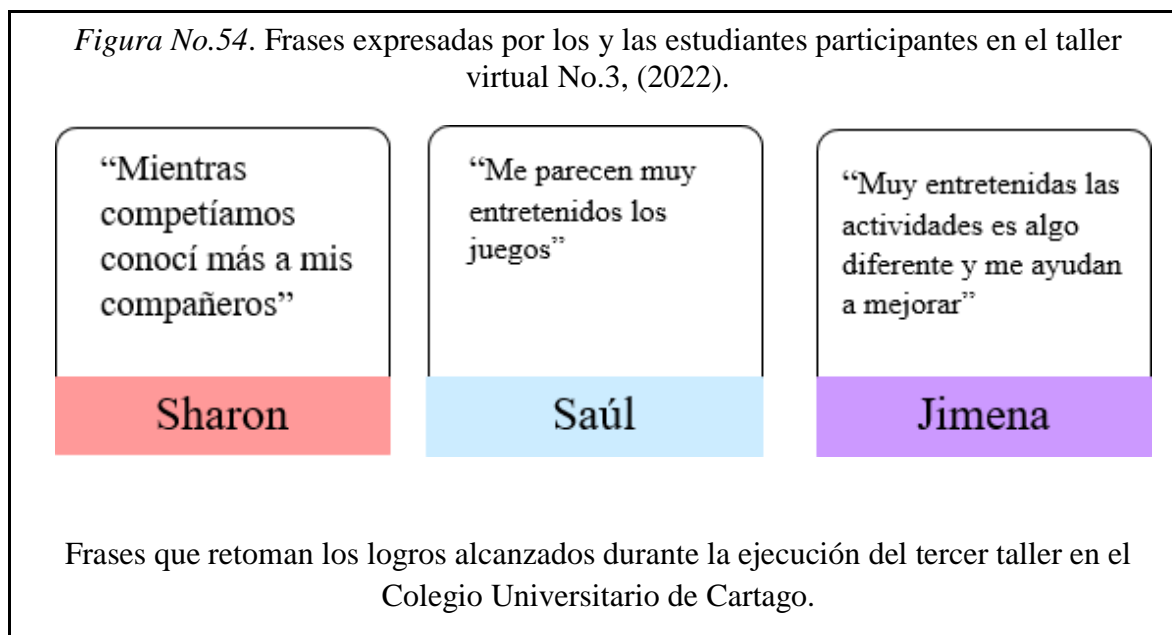 Figura No.54. Frases expresadas por los y las estudiantes participantes en el taller
virtual No.3, (2022).
“Mientras
competíamos
conocí más a mis
compañeros”
Sharon
“Me parecen muy
entretenidos los
juegos”
Saúl
“Muy entretenidas las
actividades es algo
diferente y me ayudan
a mejorar”
Jimena
Frases que retoman los logros alcanzados durante la ejecución del tercer taller en el
Colegio Universitario de Cartago.